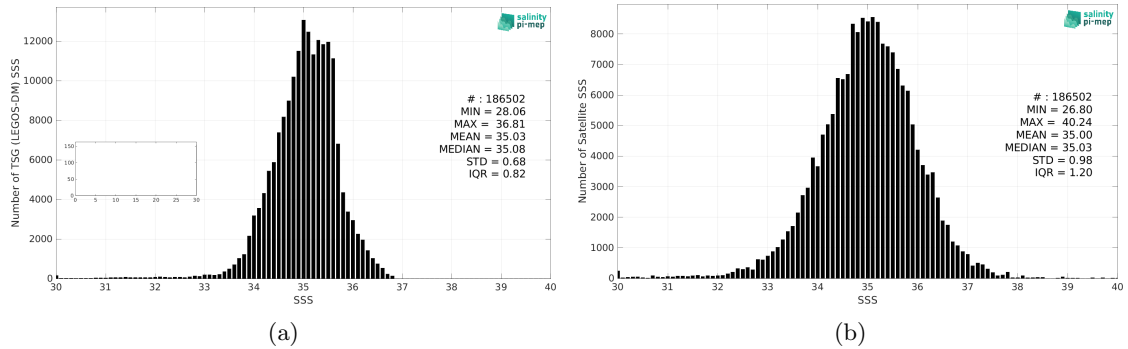 salinity
pi-mep
Number of TSG (LEGOS-DM) SSS
12000
10000
8000
6000
4000
2000
0
# : 186502
MIN = 28.06
MAX = 36.81
MEAN = 35.03
MEDIAN = 35.08
STD = 0.68
IQR = 0.82
150
100
50
0
0 5 10 15 20 25 30
30 31 32 33 34 35 36 37 38 39 40
SSS
(a)
salinity
pi-mep
Number of Satellite SSS
8000
7000
6000
5000
4000
3000
2000
1000
0
# : 186502
MIN = 26.80
MAX = 40.24
MEAN = 35.00
MEDIAN = 35.03
STD = 0.98
IQR = 1.20
30 31 32 33 34 35 36 37 38 39 40
SSS
(b)